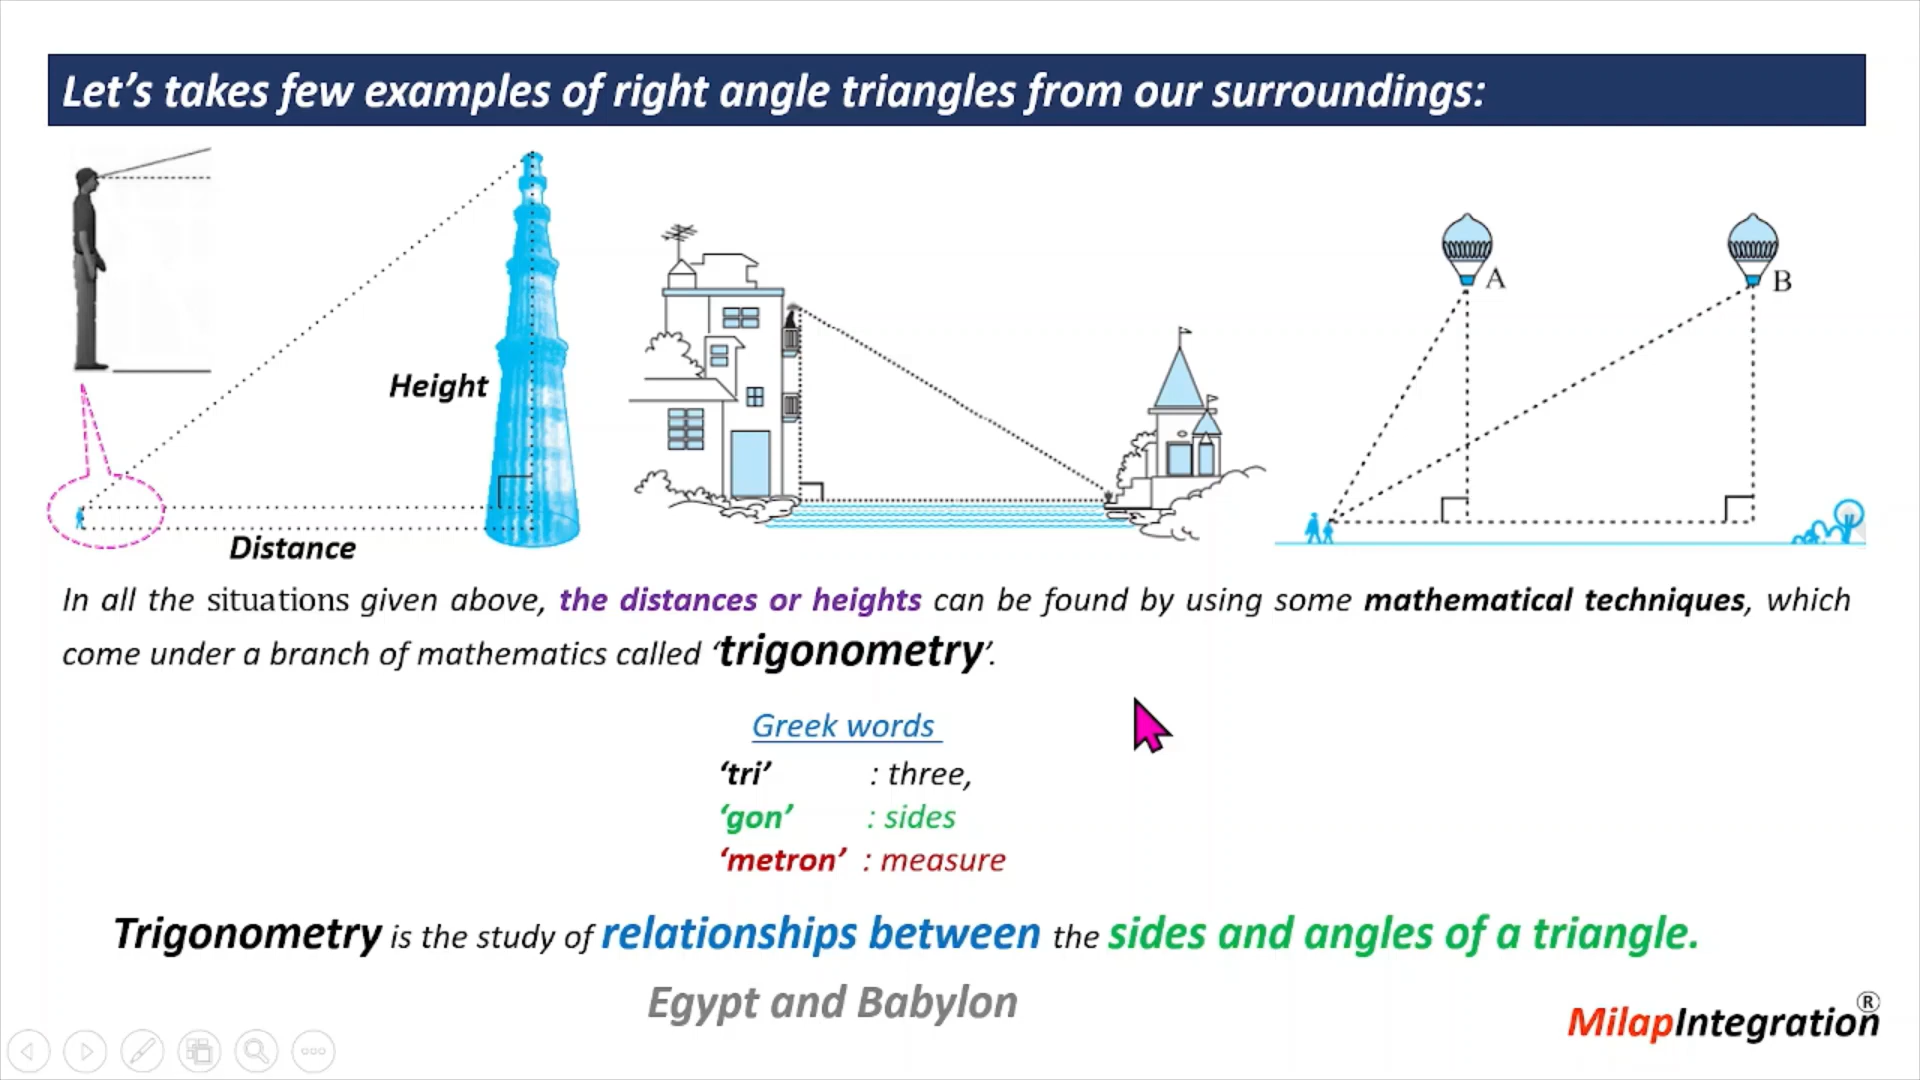 Let’s takes few examples of right angle triangles from our surroundings:
A
B
Height
Distance
In all the situations given above, the distances or heights can be found by using some mathematical techniques, which
come under a branch of mathematics called ‘trigonometry’.
Greek words
‘tri’ : three,
‘gon’ : sides
‘metron’ : measure
Trigonometry is the study of relationships between the sides and angles of a triangle.
Egypt and Babylon
MilapIntegration®